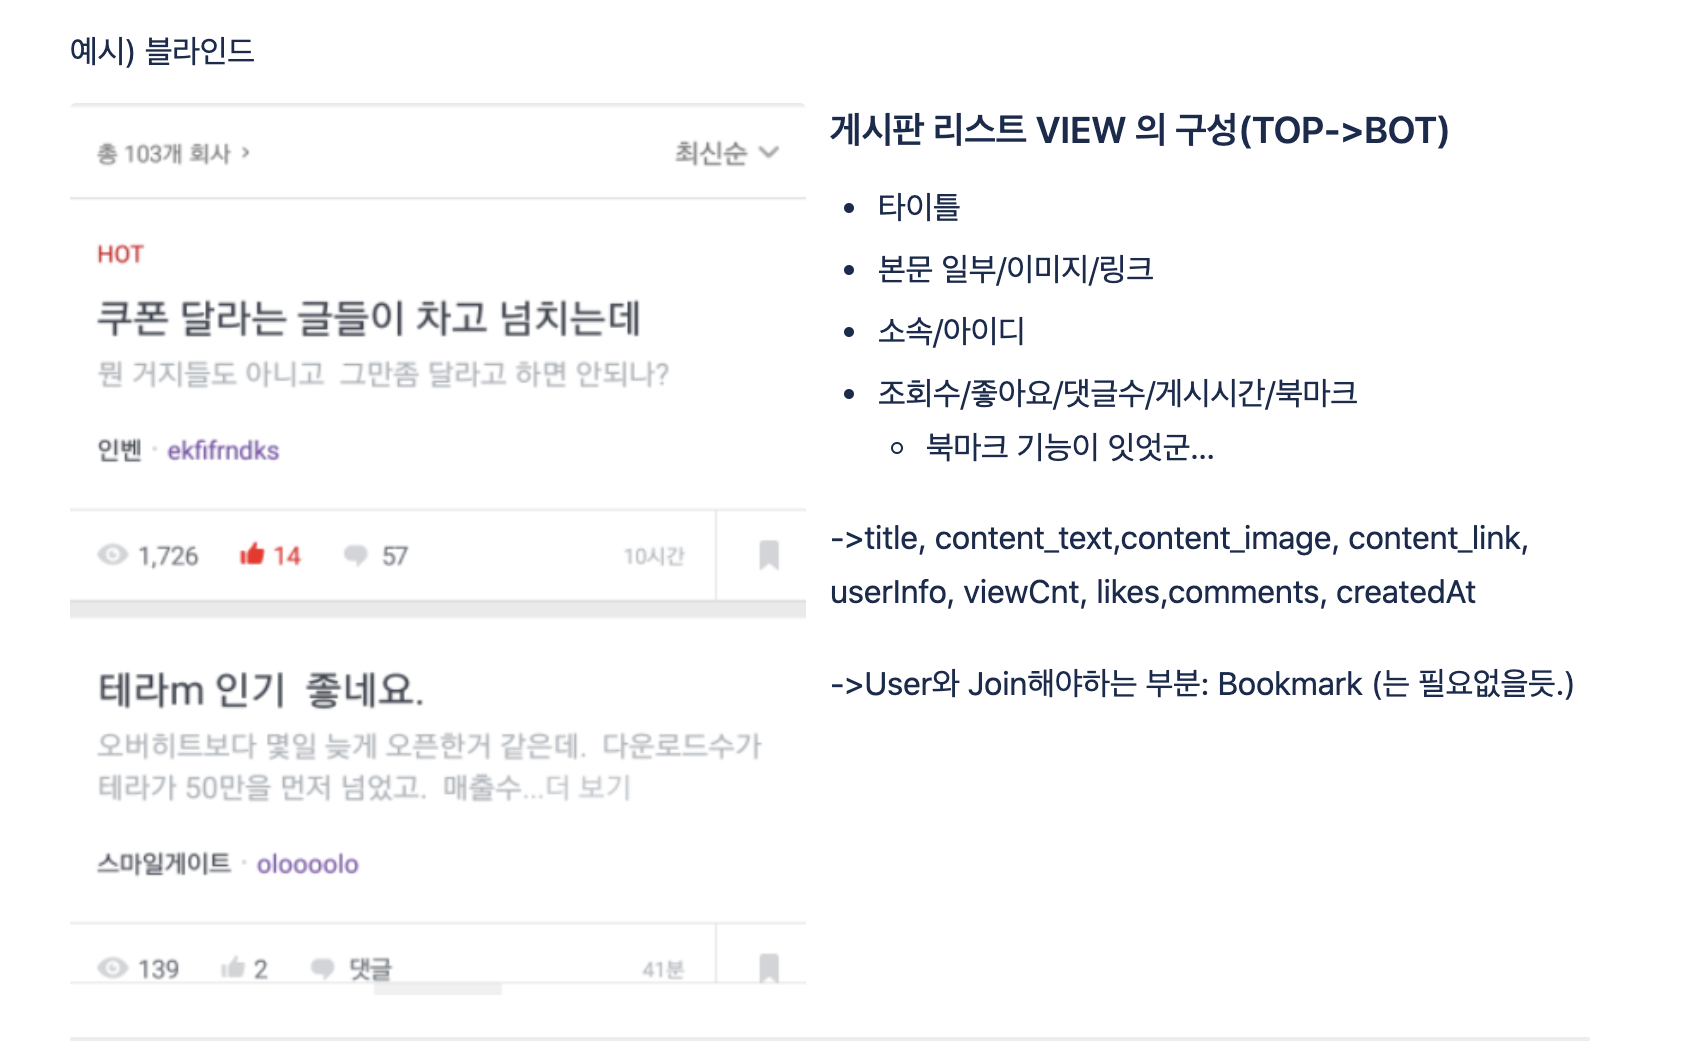 예시) 블라인드
총 103개 회사 >
최신순
HOT
쿠폰 달라는 글들이 차고 넘치는데
뭔 거지들도 아니고 그만좀 달라고 하면 안되나?
인벤 · ekfifrndks
1,726 14 57 10시간
테라m 인기 좋네요.
오버히트보다 몇일 늦게 오픈한거 같은데. 다운로드수가
테라가 50만을 먼저 넘었고. 매출수...더 보기
스마일게이트 · oloooolo
139 2 댓글 41분
게시판 리스트 VIEW 의 구성(TOP->BOT)
• 타이틀
• 본문 일부/이미지/링크
• 소속/아이디
• 조회수/좋아요/댓글수/게시시간/북마크
◦ 북마크 기능이 잇엇군...
->title, content_text,content_image, content_link,
userInfo, viewCnt, likes,comments, createdAt
->User와 Join해야하는 부분: Bookmark (는 필요없을듯.)